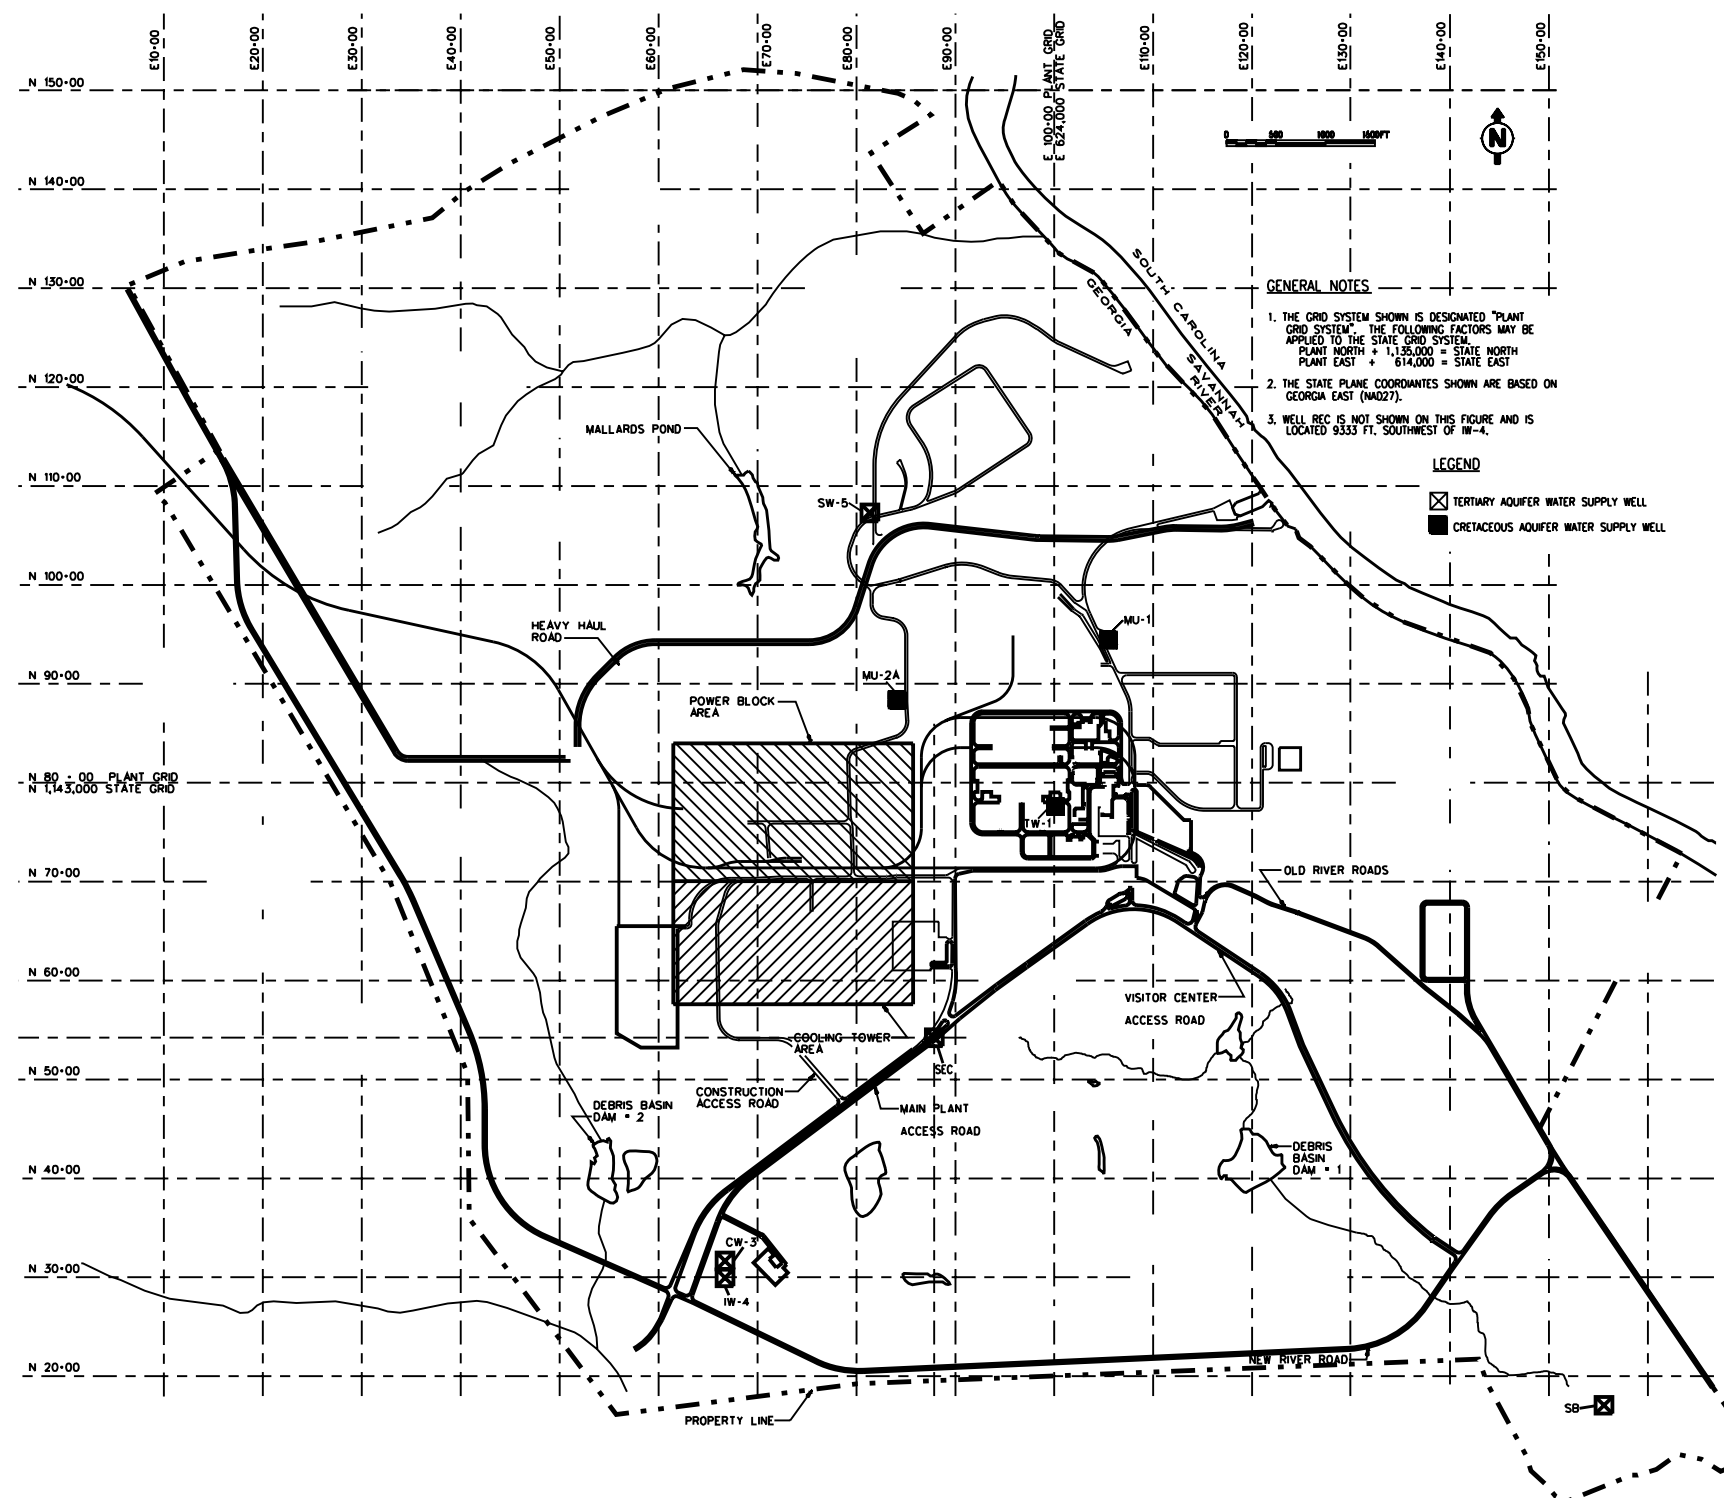 E10+00
E20+00
E30+00
E40+00
E50+00
E60+00
E70+00
E80+00
E90+00
E 100+00 PLANT GRID
E 624,000 STATE GRID
E110+00
E120+00
E130+00
E140+00
E150+00
N 150+00
0 500 1000 1500FT
N
N 140+00
SOUTH CAROLINA
GEORGIA
SAVANNAH
RIVER
N 130+00
GENERAL NOTES
1. THE GRID SYSTEM SHOWN IS DESIGNATED "PLANT
GRID SYSTEM". THE FOLLOWING FACTORS MAY BE
APPLIED TO THE STATE GRID SYSTEM.
PLANT NORTH + 1,135,000 = STATE NORTH
PLANT EAST + 614,000 = STATE EAST
2. THE STATE PLANE COORDIANTES SHOWN ARE BASED ON
GEORGIA EAST (NAD27).
3. WELL REC IS NOT SHOWN ON THIS FIGURE AND IS
LOCATED 9333 FT. SOUTHWEST OF IW-4.
N 120+00
MALLARDS POND
LEGEND
TERTIARY AQUIFER WATER SUPPLY WELL
CRETACEOUS AQUIFER WATER SUPPLY WELL
N 110+00
SW-5
N 100+00
HEAVY HAUL
ROAD
MU-1
N 90+00
MU-2A
POWER BLOCK
AREA
N 80 + 00 PLANT GRID
N 1,143,000 STATE GRID
TW-1
N 70+00
OLD RIVER ROADS
N 60+00
VISITOR CENTER
ACCESS ROAD
COOLING TOWER
AREA
SEC
N 50+00
CONSTRUCTION
ACCESS ROAD
MAIN PLANT
ACCESS ROAD
DEBRIS BASIN
DAM # 2
DEBRIS
BASIN
DAM # 1
N 40+00
CW-3
N 30+00
IW-4
N 20+00
NEW RIVER ROAD
SB
PROPERTY LINE